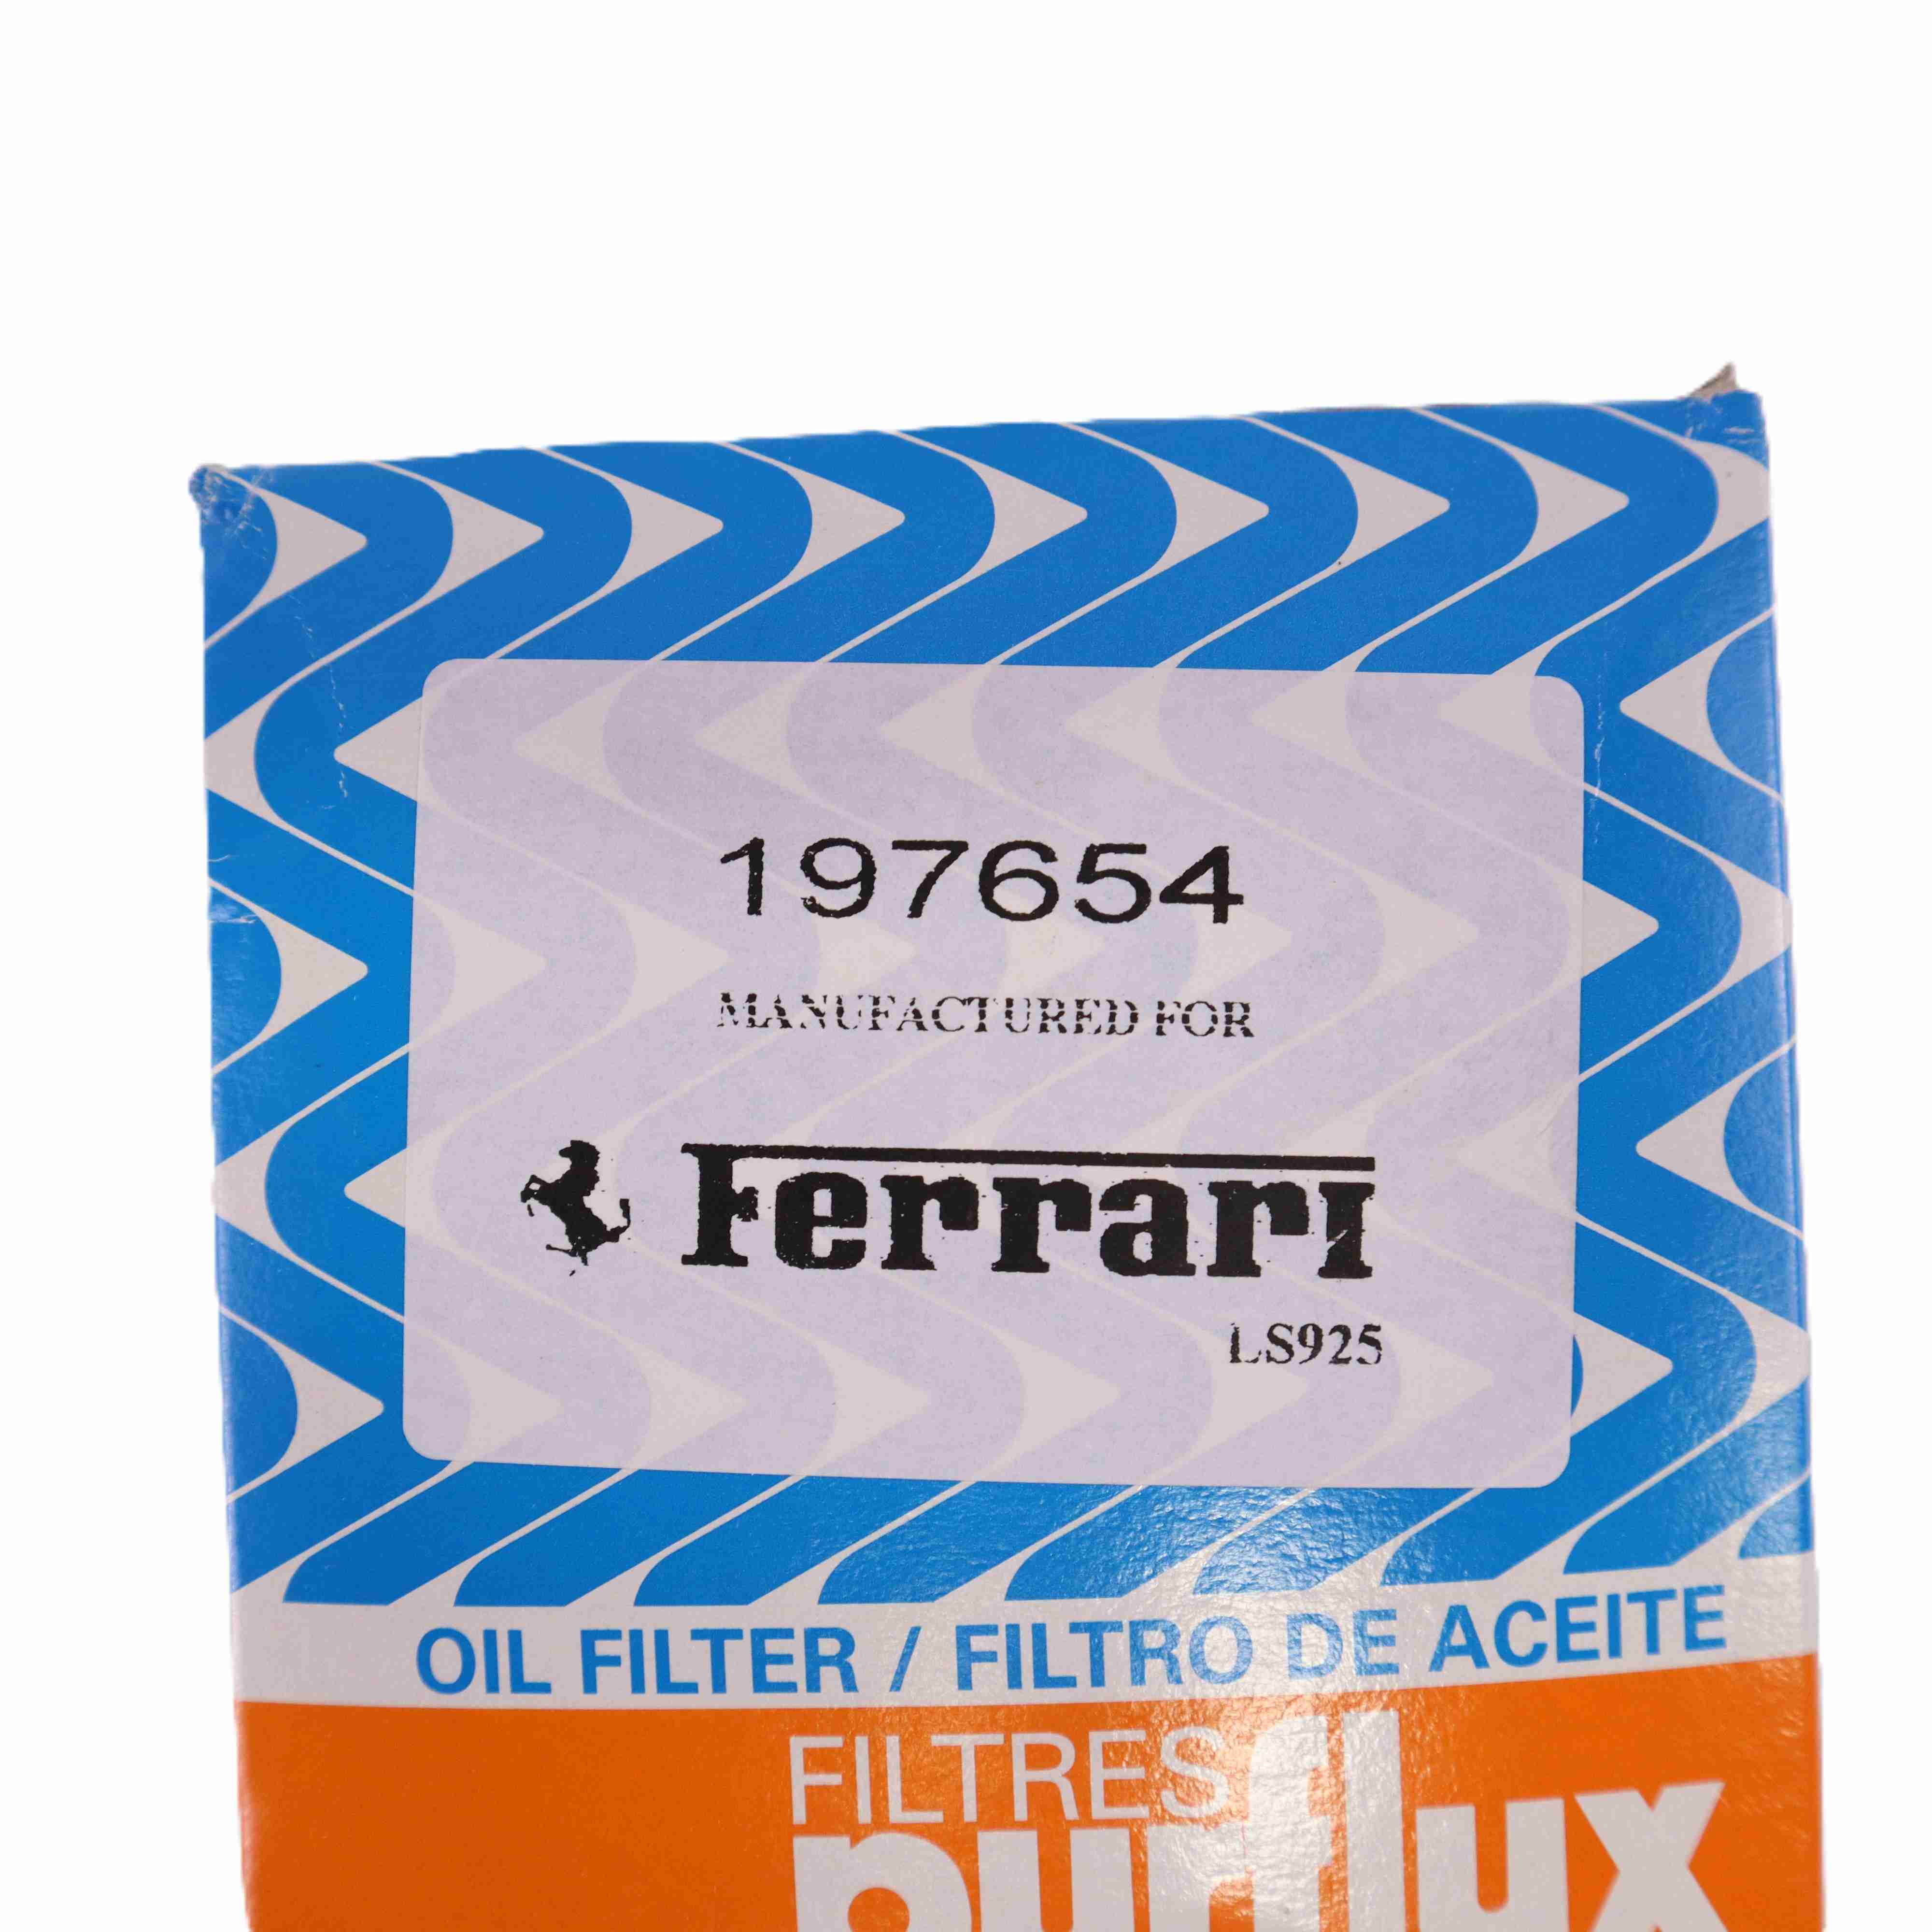 197654
MANUFACTURED FOR
Ferrari
LS925
OIL FILTER / FILTRO DE ACEITE
FILTRES
purflux